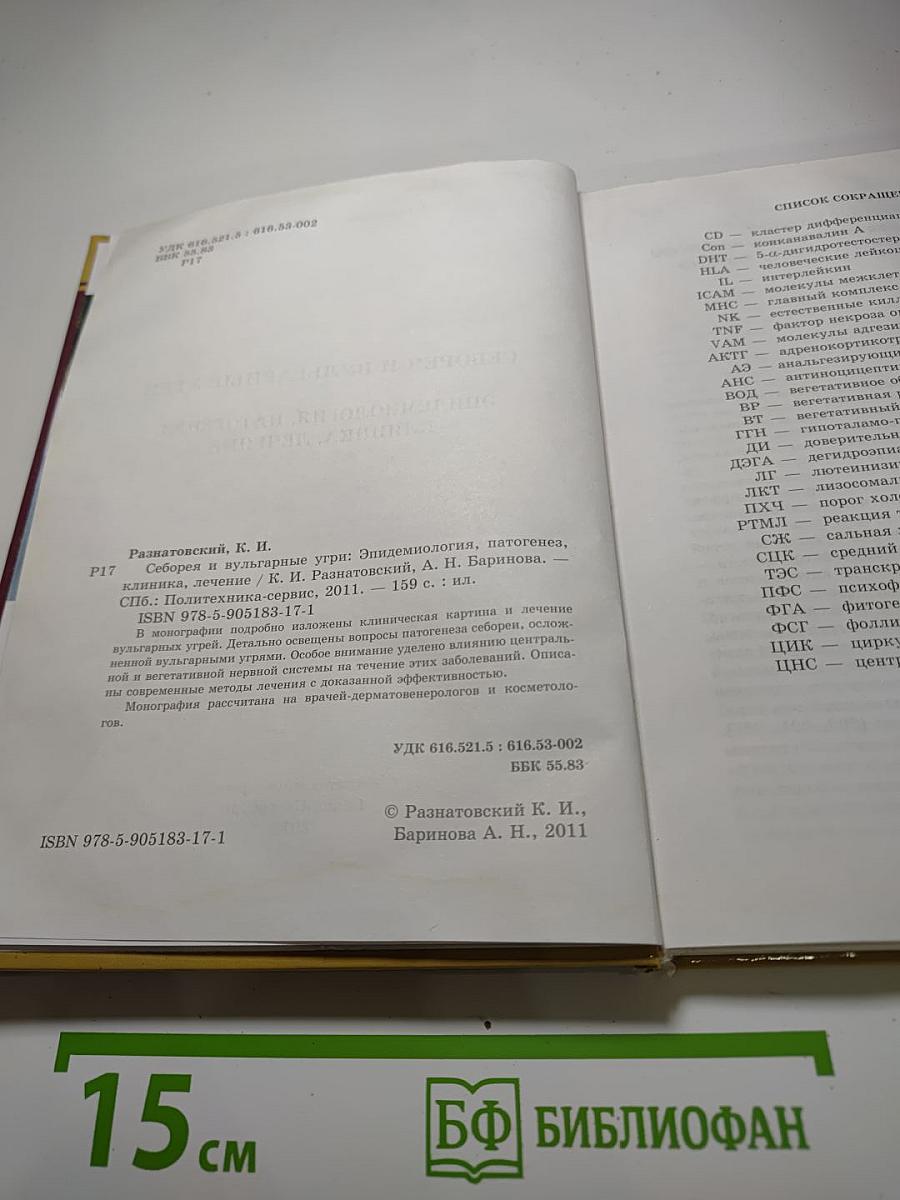 УДК 616.521.5 : 616.53-002
ББК 55.83
Р17
Разнатовский, К. И.
Р17 Себорея и вульгарные угри: Эпидемиология, патогенез,
клиника, лечение / К. И. Разнатовский, А. Н. Баринова. —
СПб.: Политехника-сервис, 2011. — 159 с. : ил.
ISBN 978-5-905183-17-1
В монографии подробно изложены клиническая картина и лечение
вульгарных угрей. Детально освещены вопросы патогенеза себореи, ослож-
ненной вульгарными угрями. Особое внимание уделено влиянию централь-
ной и вегетативной нервной системы на течение этих заболеваний. Описа-
ны современные методы лечения с доказанной эффективностью.
Монография рассчитана на врачей-дерматовенерологов и косметоло-
гов.
УДК 616.521.5 : 616.53-002
ББК 55.83
© Разнатовский К. И.,
Баринова А. Н., 2011
ISBN 978-5-905183-17-1
СПИСОК СОКРАЩЕ
CD — кластер дифференциа
Con — конканавалин А
DHT — 5-α-дигидротестостер
HLA — человеческие лейко
IL — интерлейкин
ICAM — молекулы межклет
MHC — главный комплекс
NK — естественные килл
TNF — фактор некроза о
VAM — молекулы адгези
АКТГ — адренокортикотр
АЭ — анальгезирующи
АНС — антиноцицепти
ВОД — вегетативное об
ВР — вегетативная р
ВТ — вегетативный
ГГН — гипоталамо-г
ДИ — доверительн
ДЭГА — дегидроэпиа
ЛГ — лютеинизи
ЛКТ — лизосомал
ПХЧ — порог холо
РТМЛ — реакция т
СЖ — сальная ж
СЦК — средний
ТЭС — транскр
ПФС — психоф
ФГА — фитоге
ФСГ — фолли
ЦИК — цирку
ЦНС — центр
15 см
БФ БИБЛИОФАН